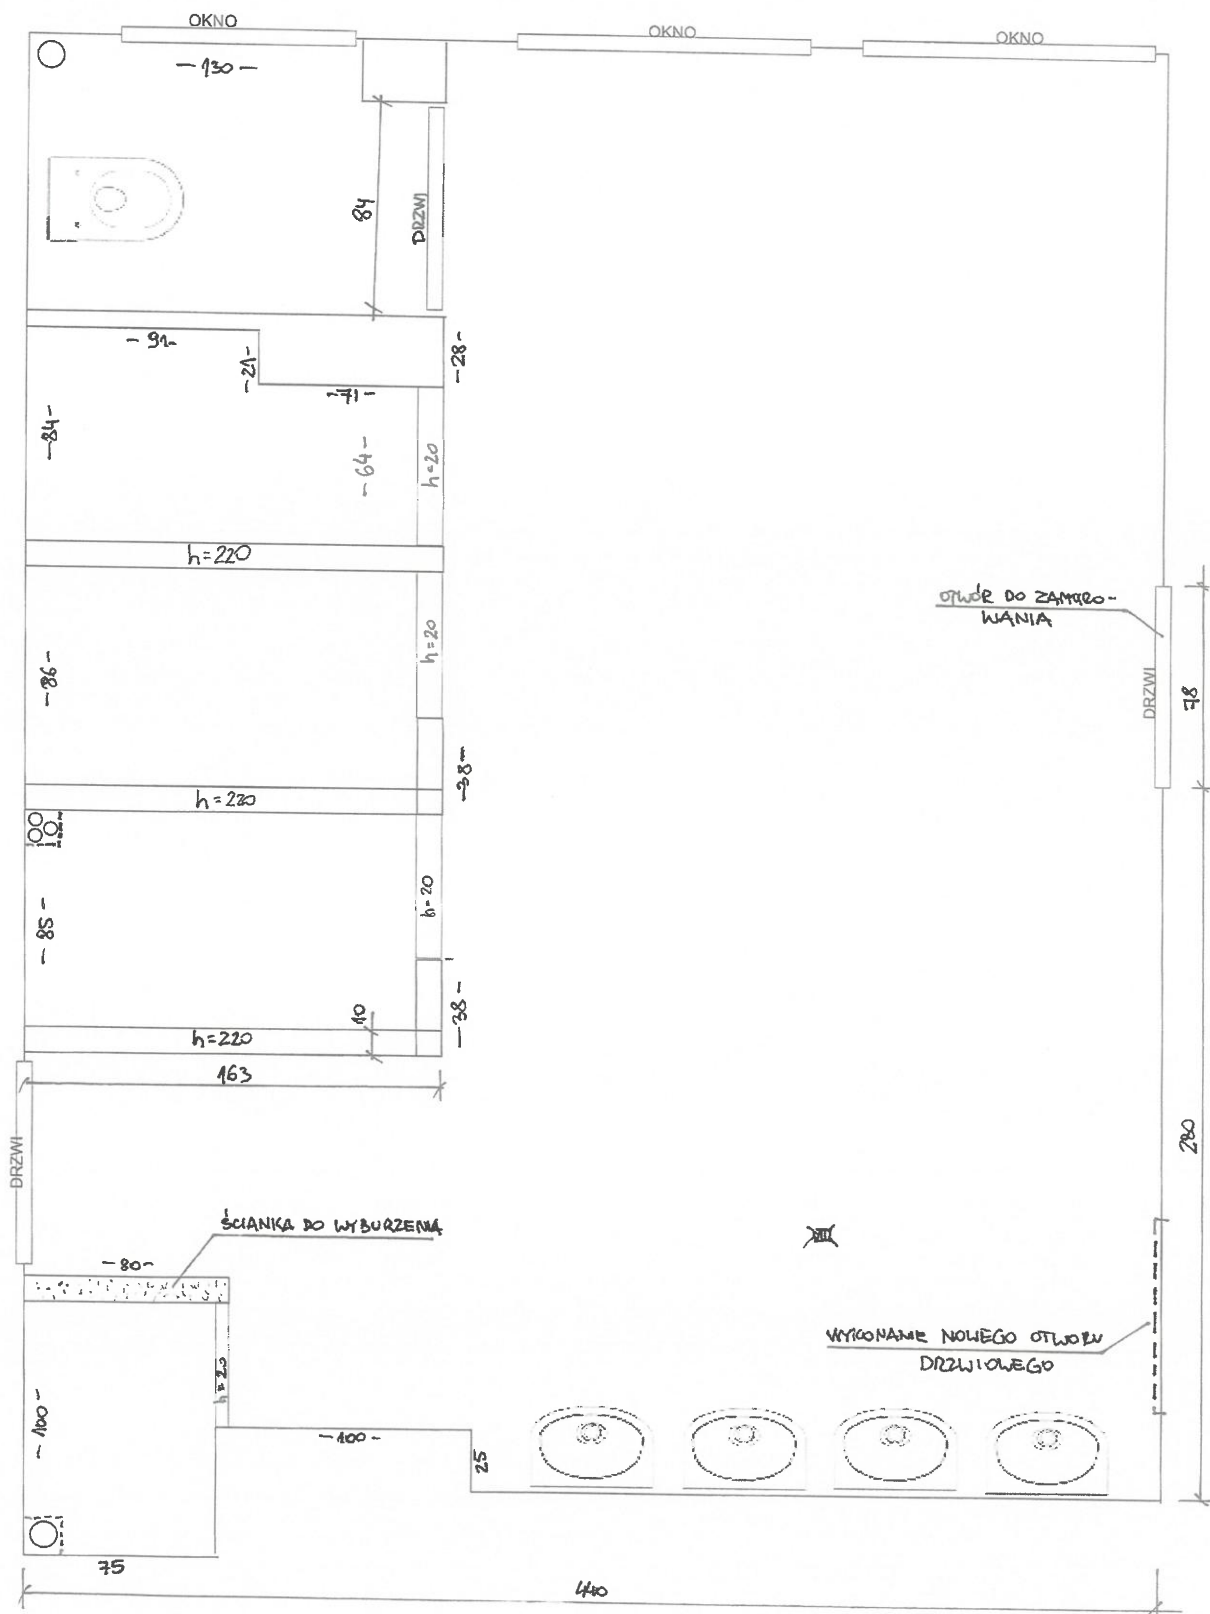 OKNO
OKNO
OKNO
-130-
84
DRZWI
-91-
-21-
-28-
-71-
-84-
-64-
h=20
h=220
h=20
OTWÓR DO ZAMURO-
WANIA
-86-
DRZWI
78
-38-
h=220
h=20
-85-
-38-
10
h=220
163
DRZWI
280
ŚCIANKA DO WYBURZENIA
-80-
WYKONANIE NOWEGO OTWORU
DRZWIOWEGO
h=20
-100-
-100-
25
75
440